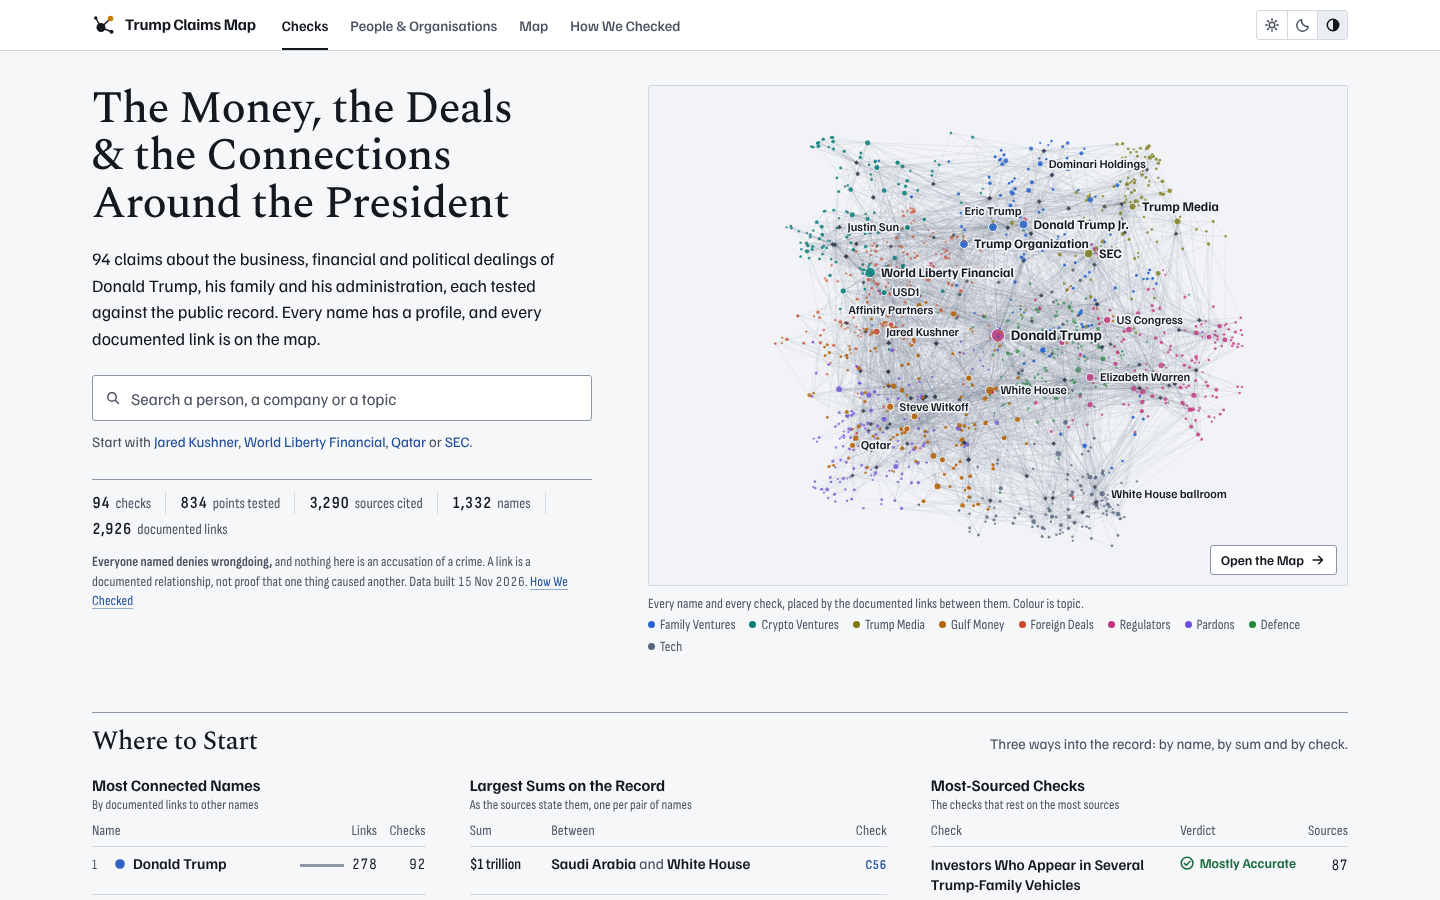 Trump Claims Map
Checks
People & Organisations
Map
How We Checked
The Money, the Deals
& the Connections
Around the President
94 claims about the business, financial and political dealings of
Donald Trump, his family and his administration, each tested
against the public record. Every name has a profile, and every
documented link is on the map.
Search a person, a company or a topic
Start with Jared Kushner, World Liberty Financial, Qatar or SEC.
94 checks
834 points tested
3,290 sources cited
1,332 names
2,926 documented links
Everyone named denies wrongdoing, and nothing here is an accusation of a crime. A link is a
documented relationship, not proof that one thing caused another. Data built 15 Nov 2026. How We
Checked
Dominari Holdings
Trump Media
Eric Trump
Justin Sun
Donald Trump Jr.
Trump Organization
SEC
World Liberty Financial
USD1
Affinity Partners
US Congress
Jared Kushner
Donald Trump
Elizabeth Warren
White House
Steve Witkoff
Qatar
White House ballroom
Open the Map
Every name and every check, placed by the documented links between them. Colour is topic.
Family Ventures
Crypto Ventures
Trump Media
Gulf Money
Foreign Deals
Regulators
Pardons
Defence
Tech
Where to Start
Three ways into the record: by name, by sum and by check.
Most Connected Names
By documented links to other names
Name Links Checks
1 Donald Trump 278 92
Largest Sums on the Record
As the sources state them, one per pair of names
Sum Between Check
$1 trillion Saudi Arabia and White House C56
Most-Sourced Checks
The checks that rest on the most sources
Check Verdict Sources
Investors Who Appear in Several Mostly Accurate 87
Trump-Family Vehicles